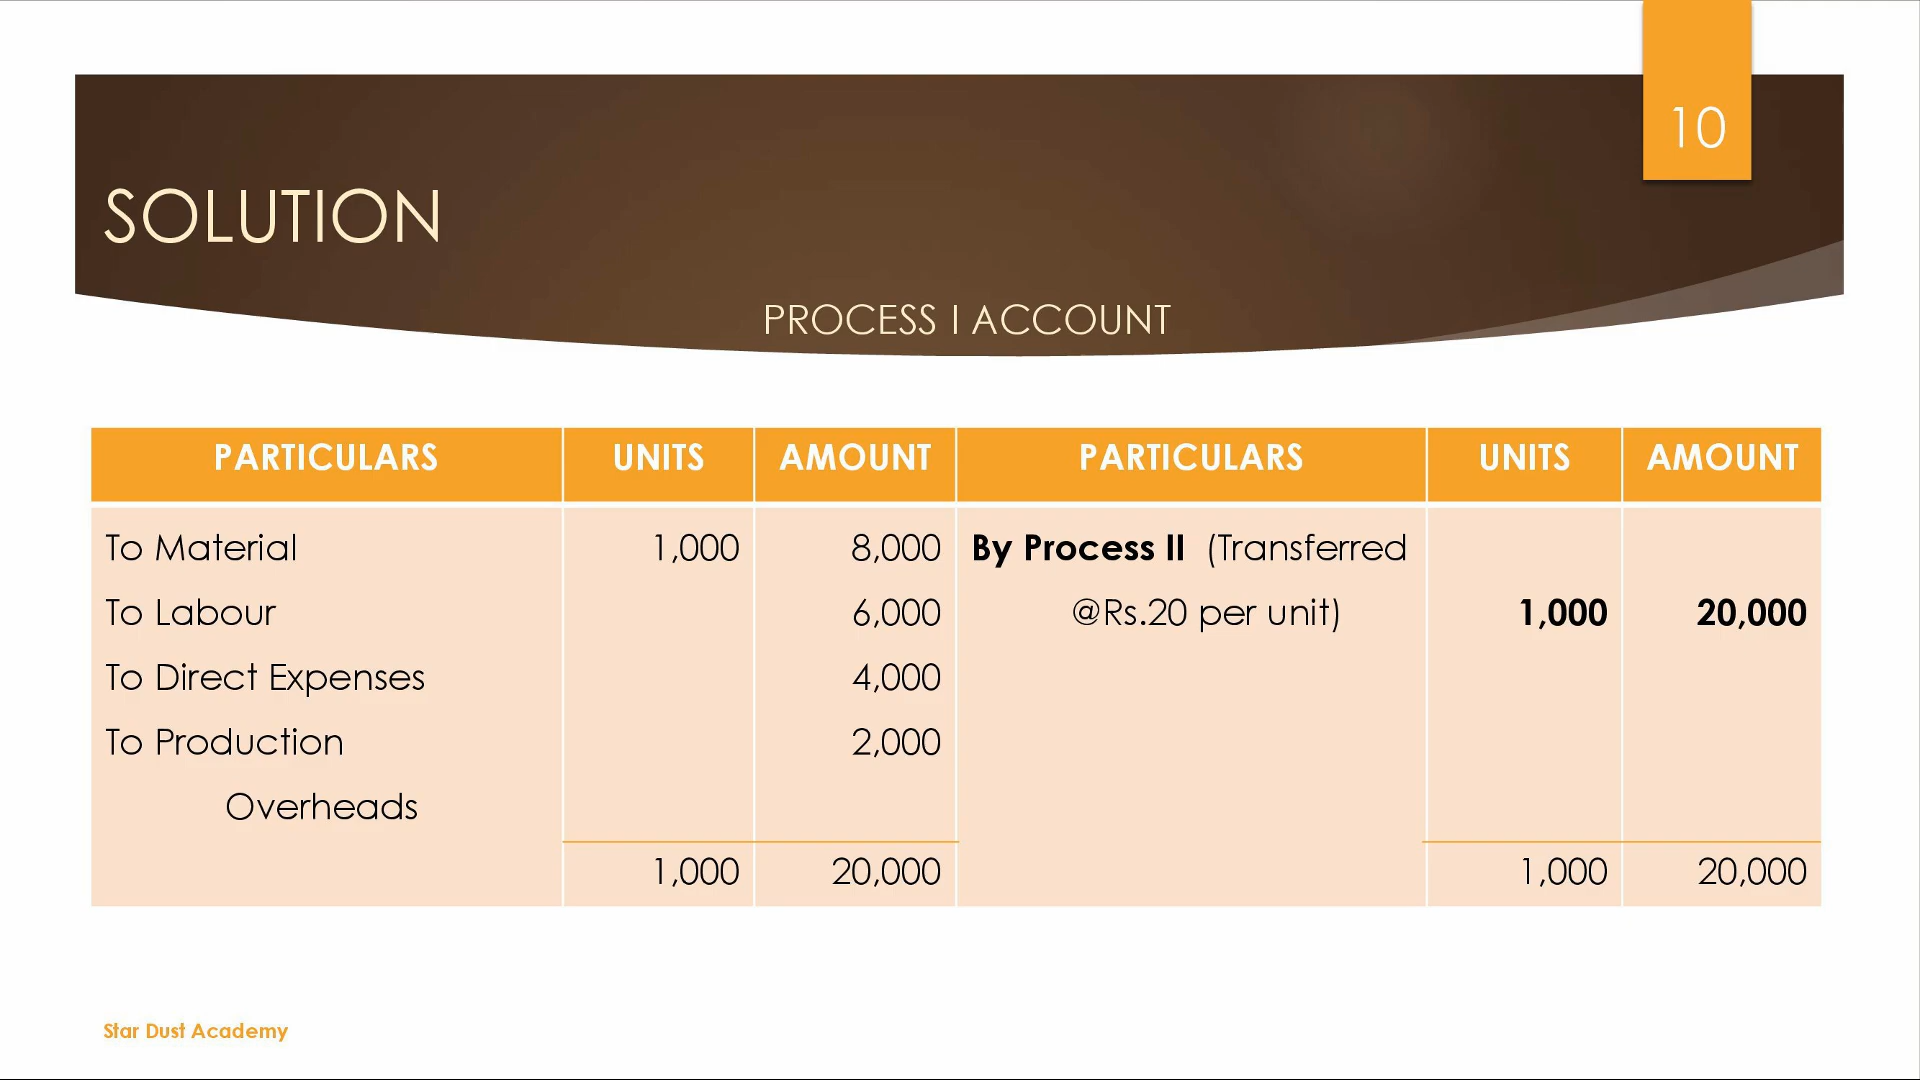 10
SOLUTION
PROCESS I ACCOUNT
PARTICULARS UNITS AMOUNT PARTICULARS UNITS AMOUNT
To Material 1,000 8,000 By Process II (Transferred
To Labour 6,000 @Rs.20 per unit) 1,000 20,000
To Direct Expenses 4,000
To Production 2,000
Overheads
1,000 20,000 1,000 20,000
Star Dust Academy